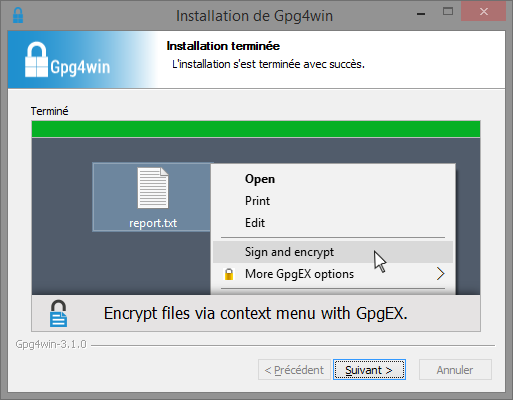 Installation de Gpg4win
Gpg4win
Installation terminée
L'installation s'est terminée avec succès.
Terminé
report.txt
Open
Print
Edit
Sign and encrypt
More GpgEX options
Encrypt files via context menu with GpgEX.
Gpg4win-3.1.0
< Précédent
Suivant >
Annuler